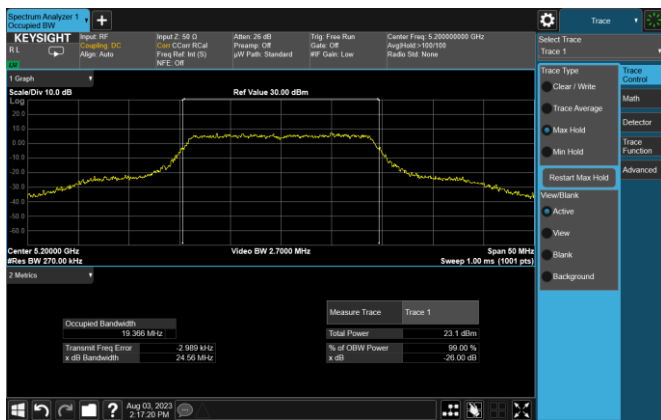 Spectrum Analyzer 1
Occupied BW
+
Trace
KEYSIGHT
Input: RF
Coupling: DC
Align: Auto
Input Z: 50 Ω
Corr CCorr RCal
Freq Ref: Int (S)
NFE: Off
Atten: 26 dB
Preamp: Off
µW Path: Standard
Trig: Free Run
Gate: Off
#IF Gain: Low
Center Freq: 5.200000000 GHz
Avg|Hold:>100/100
Radio Std: None
R L
Select Trace
Trace 1
1 Graph
Scale/Div 10.0 dB
Ref Value 30.00 dBm
Log
20.0
10.0
0.00
-10.0
-20.0
-30.0
-40.0
-50.0
-60.0
Center 5.20000 GHz
#Res BW 270.00 kHz
Video BW 2.7000 MHz
Span 50 MHz
Sweep 1.00 ms (1001 pts)
2 Metrics
Occupied Bandwidth
19.366 MHz
Transmit Freq Error -2.989 kHz
x dB Bandwidth 24.56 MHz
Measure Trace Trace 1
Total Power 23.1 dBm
% of OBW Power 99.00 %
x dB -26.00 dB
Trace Type
Clear / Write
Trace Average
Max Hold
Min Hold
Restart Max Hold
View/Blank
Active
View
Blank
Background
Trace Control
Math
Detector
Trace Function
Advanced
Aug 03, 2023
2:17:20 PM